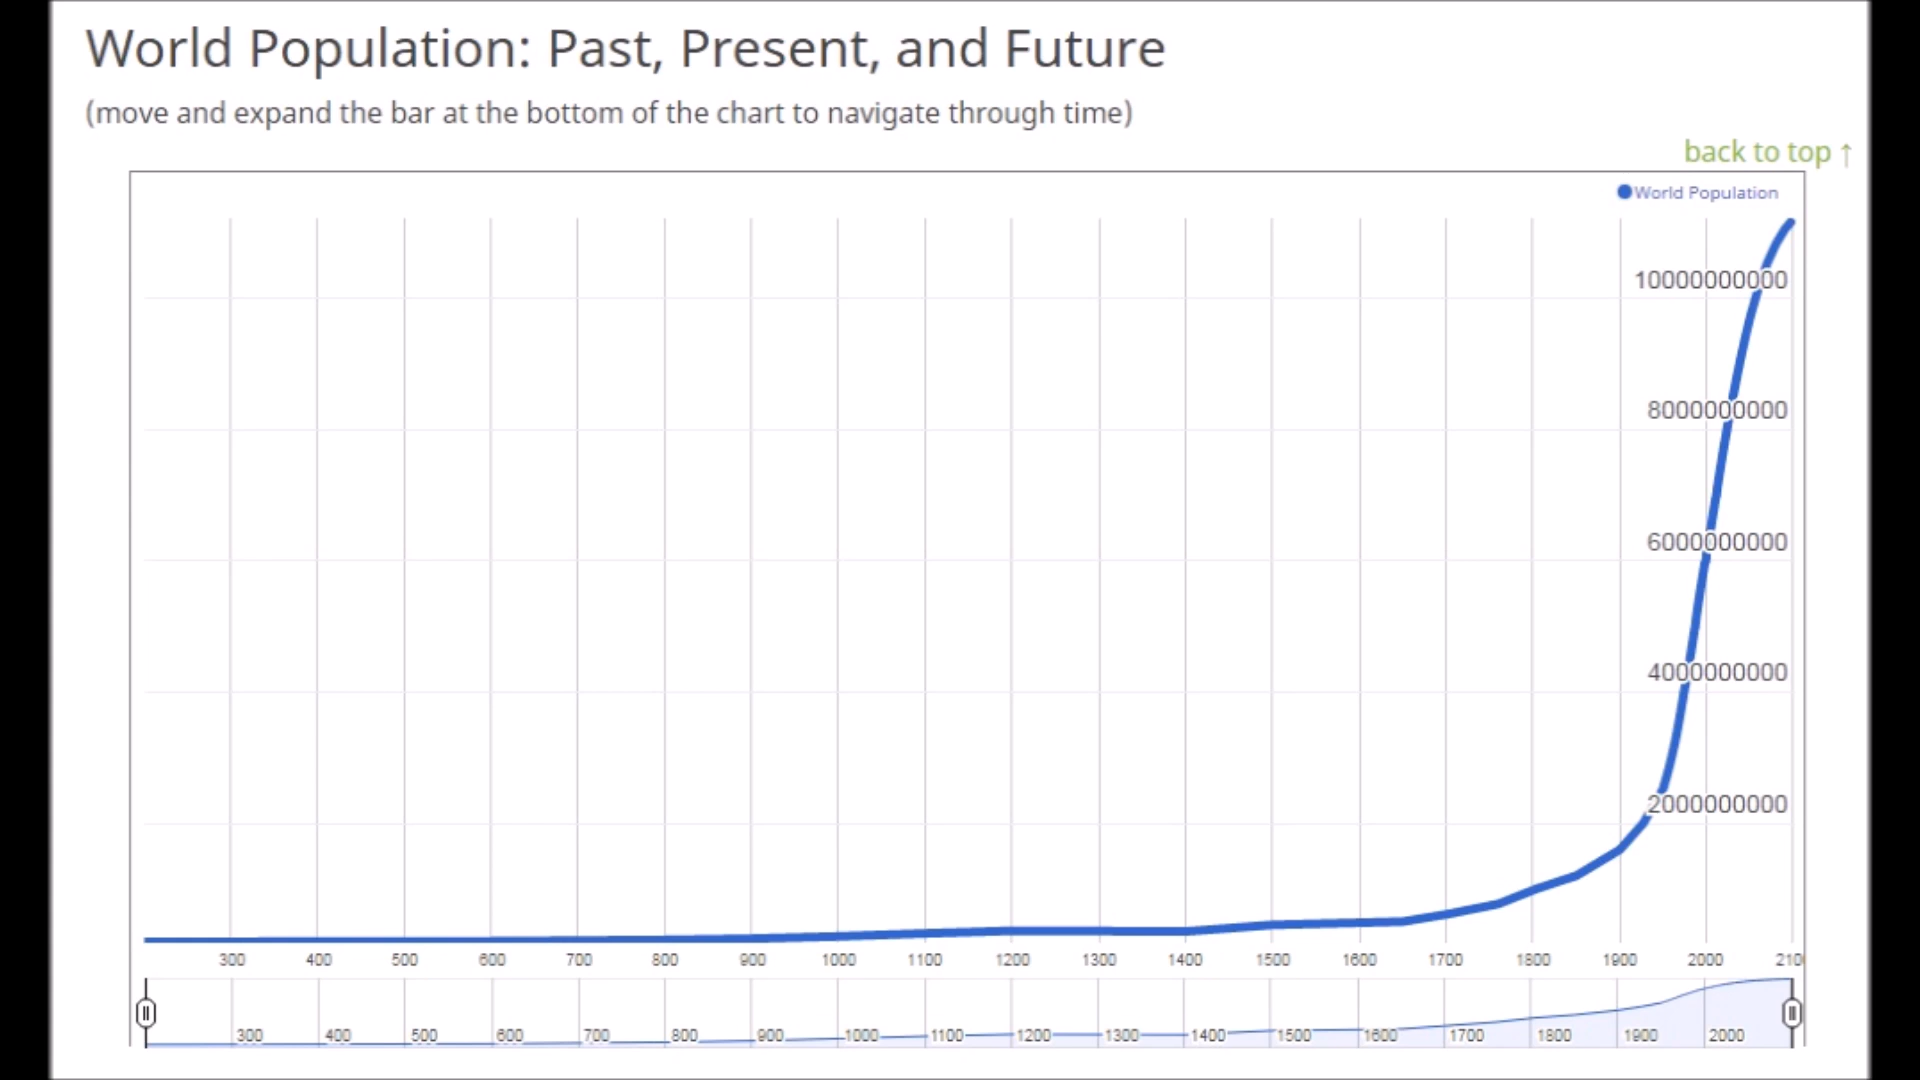 World Population: Past, Present, and Future
(move and expand the bar at the bottom of the chart to navigate through time)
back to top ↑
World Population
10000000000
8000000000
6000000000
4000000000
2000000000
300 400 500 600 700 800 900 1000 1100 1200 1300 1400 1500 1600 1700 1800 1900 2000 210
300 400 500 600 700 800 900 1000 1100 1200 1300 1400 1500 1600 1700 1800 1900 2000